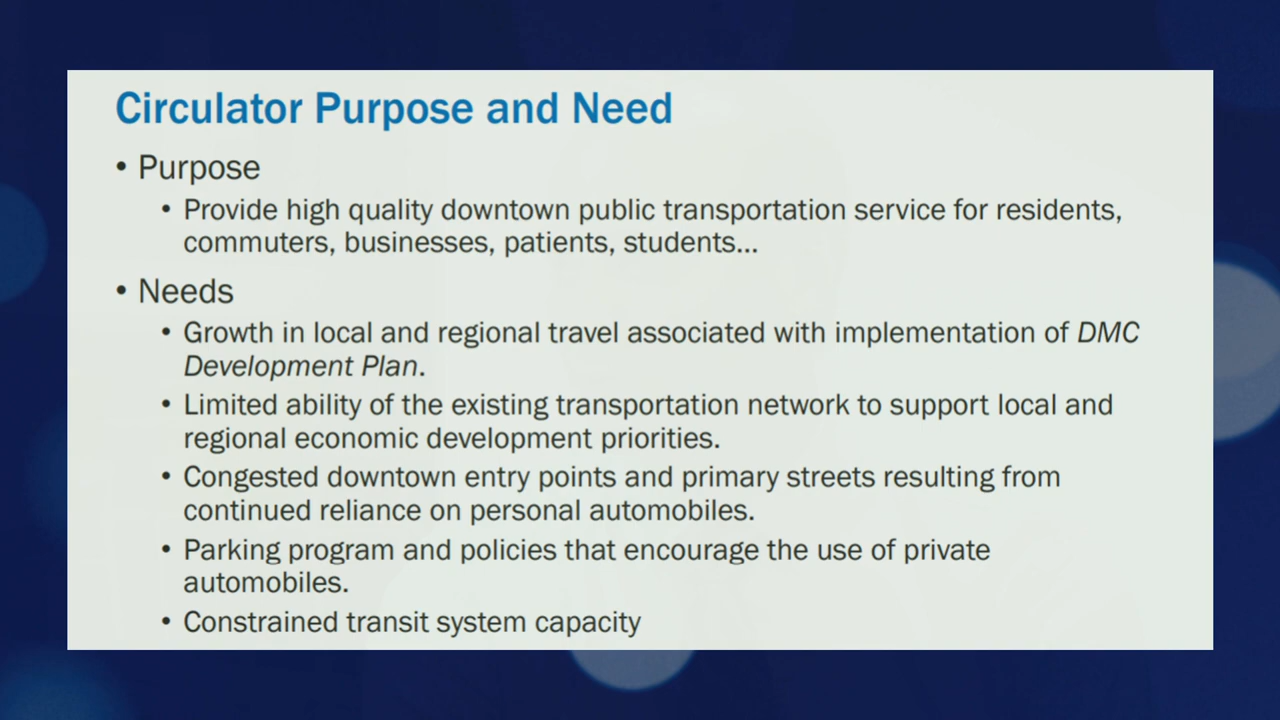 Circulator Purpose and Need
• Purpose
• Provide high quality downtown public transportation service for residents,
commuters, businesses, patients, students...
• Needs
• Growth in local and regional travel associated with implementation of DMC
Development Plan.
• Limited ability of the existing transportation network to support local and
regional economic development priorities.
• Congested downtown entry points and primary streets resulting from
continued reliance on personal automobiles.
• Parking program and policies that encourage the use of private
automobiles.
• Constrained transit system capacity